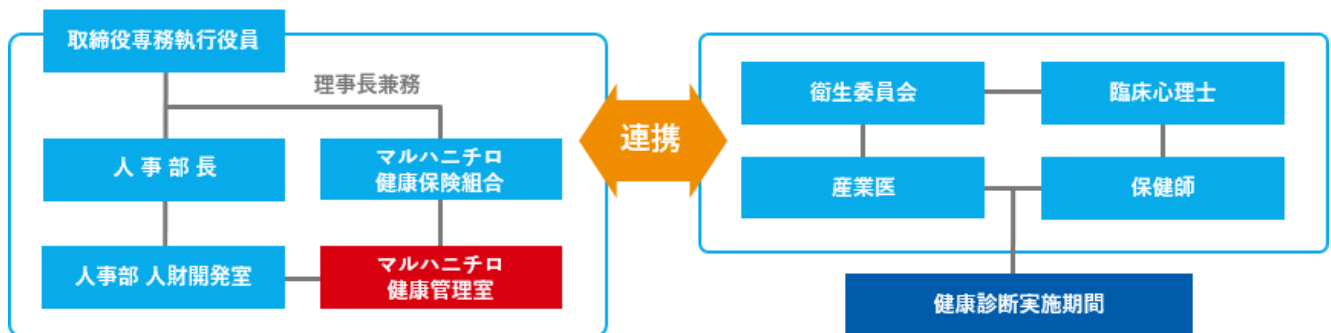 取締役専務執行役員
理事長兼務
人事部長
マルハニチロ
健康保険組合
人事部 人財開発室
マルハニチロ
健康管理室
連携
衛生委員会
臨床心理士
産業医
保健師
健康診断実施期間